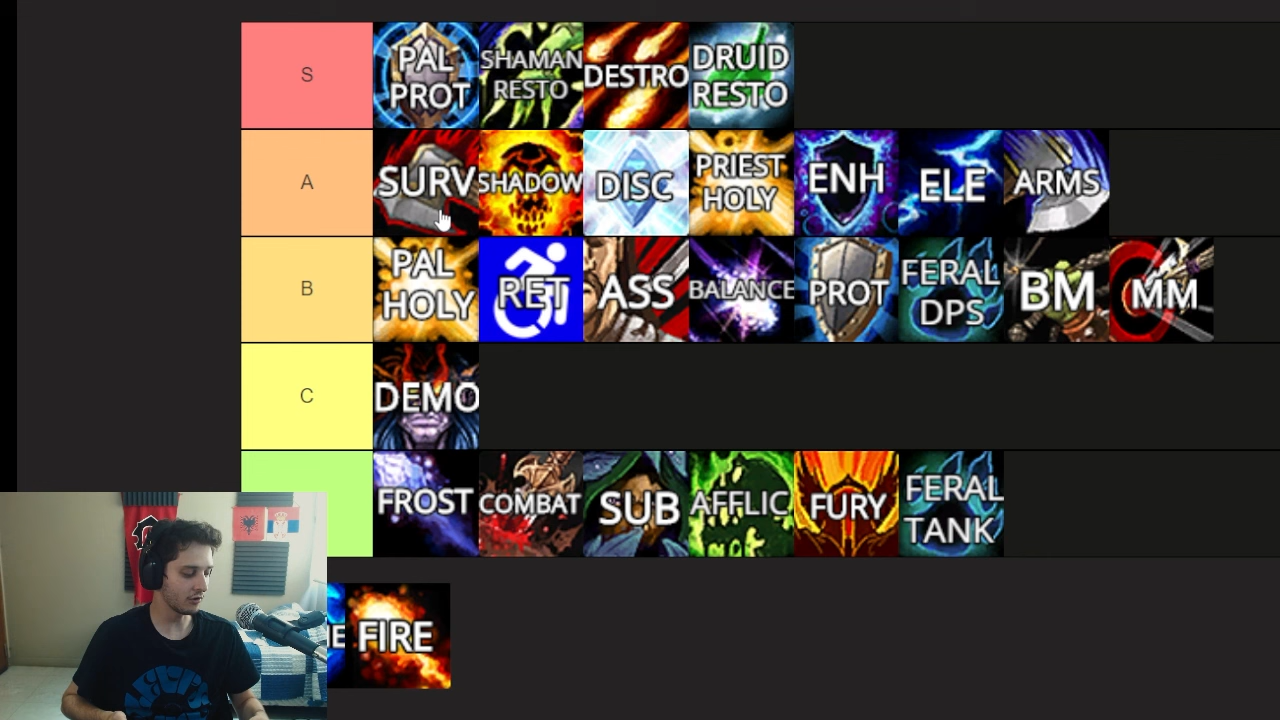 S
PAL
PROT
SHAMAN
RESTO
DESTRO
DRUID
RESTO
A
SURV
SHADOW
DISC
PRIEST
HOLY
ENH
ELE
ARMS
B
PAL
HOLY
RET
ASS
BALANCE
PROT
FERAL
DPS
BM
MM
C
DEMO
FROST
COMBAT
SUB
AFFLIC
FURY
FERAL
TANK
FIRE